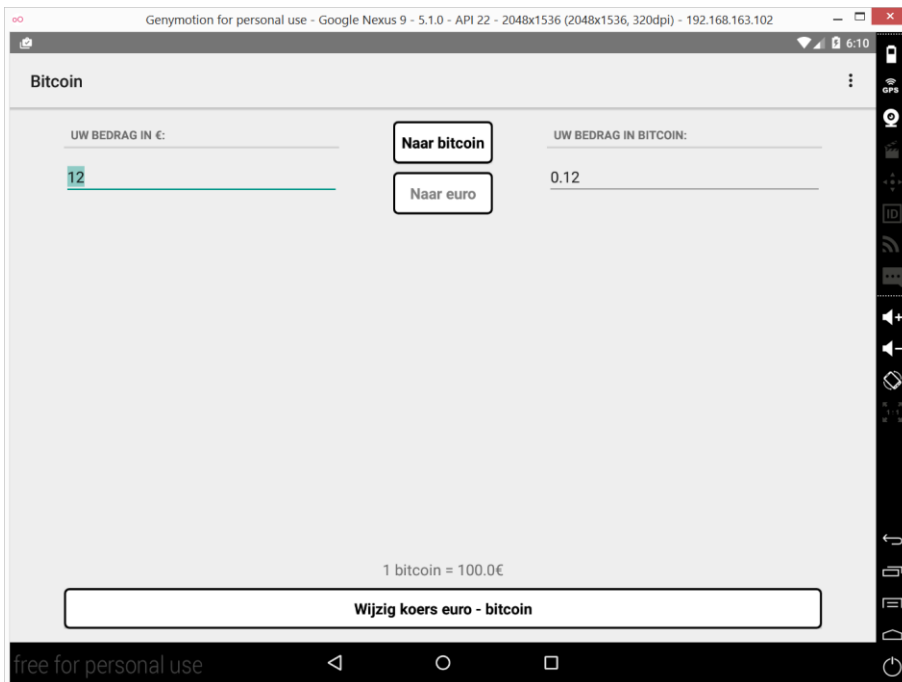 Genymotion for personal use - Google Nexus 9 - 5.1.0 - API 22 - 2048x1536 (2048x1536, 320dpi) - 192.168.163.102
6:10
Bitcoin
GPS
UW BEDRAG IN €:
Naar bitcoin
UW BEDRAG IN BITCOIN:
12
Naar euro
0.12
ID
1:1
1 bitcoin = 100.0€
Wijzig koers euro - bitcoin
free for personal use